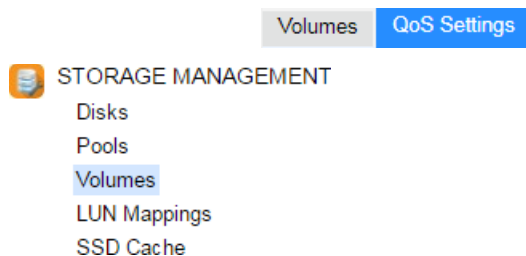 Volumes QoS Settings
STORAGE MANAGEMENT
Disks
Pools
Volumes
LUN Mappings
SSD Cache